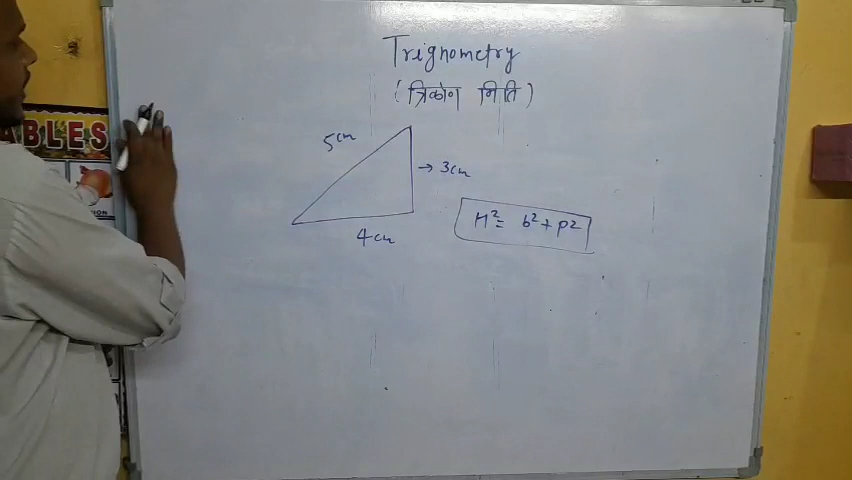 Trignometry
(त्रिकोण मिति)
5cm
→ 3cm
4cm
H²= b²+p²
ABLES